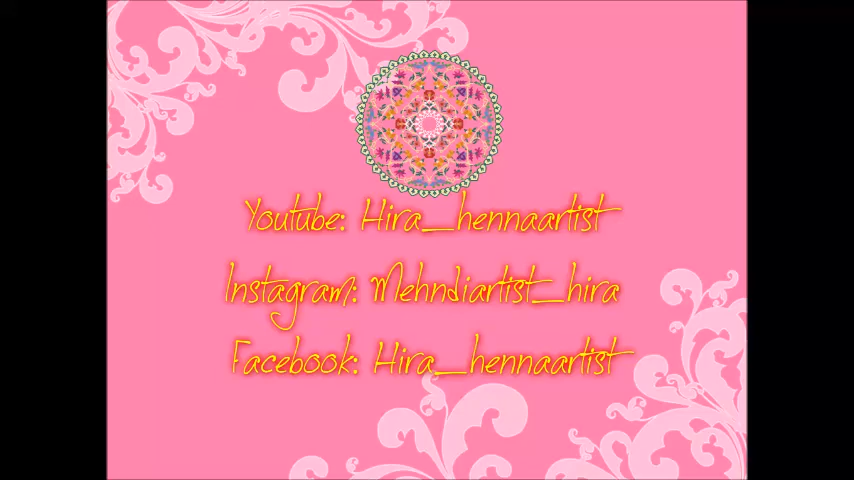 Youtube: Hira_hennaartist
Instagram: Mehndiartist_hira
Facebook: Hira_hennaartist